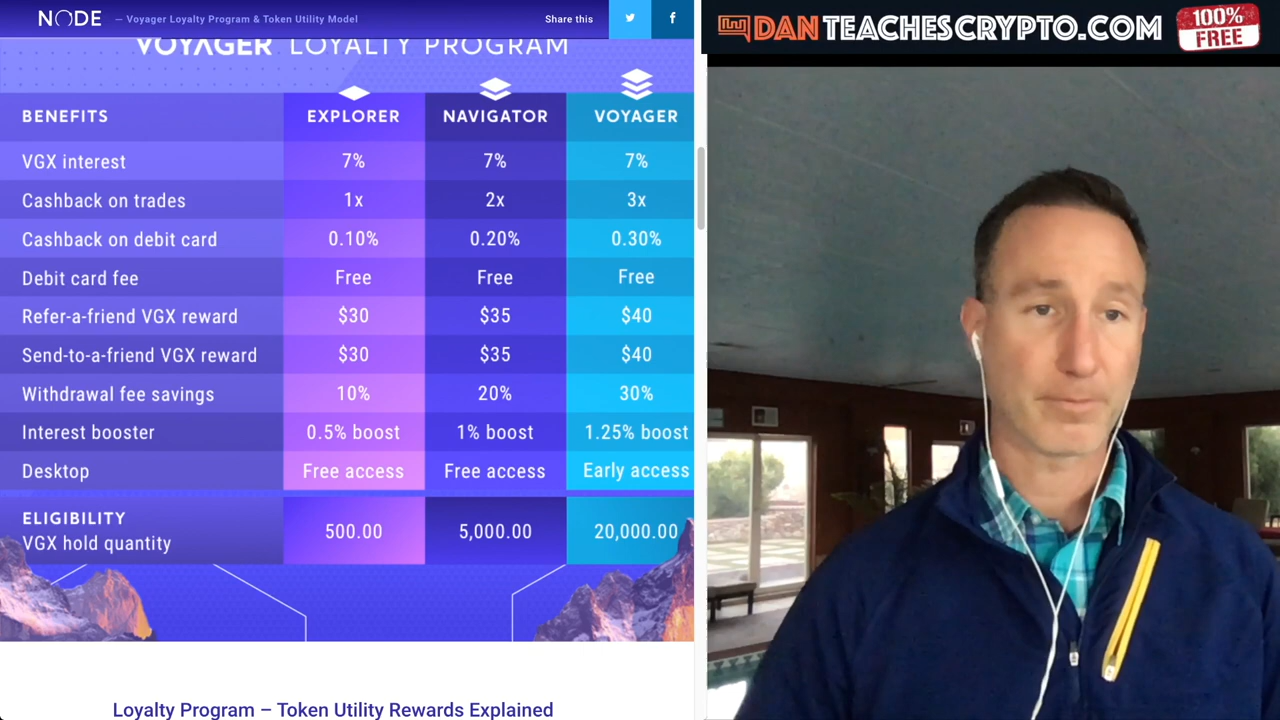 NODE — Voyager Loyalty Program & Token Utility Model Share this
DANTEACHESCRYPTO.COM 100% FREE
VOYAGER LOYALTY PROGRAM
BENEFITS EXPLORER NAVIGATOR VOYAGER
VGX interest 7% 7% 7%
Cashback on trades 1x 2x 3x
Cashback on debit card 0.10% 0.20% 0.30%
Debit card fee Free Free Free
Refer-a-friend VGX reward $30 $35 $40
Send-to-a-friend VGX reward $30 $35 $40
Withdrawal fee savings 10% 20% 30%
Interest booster 0.5% boost 1% boost 1.25% boost
Desktop Free access Free access Early access
ELIGIBILITY
VGX hold quantity 500.00 5,000.00 20,000.00
Loyalty Program – Token Utility Rewards Explained